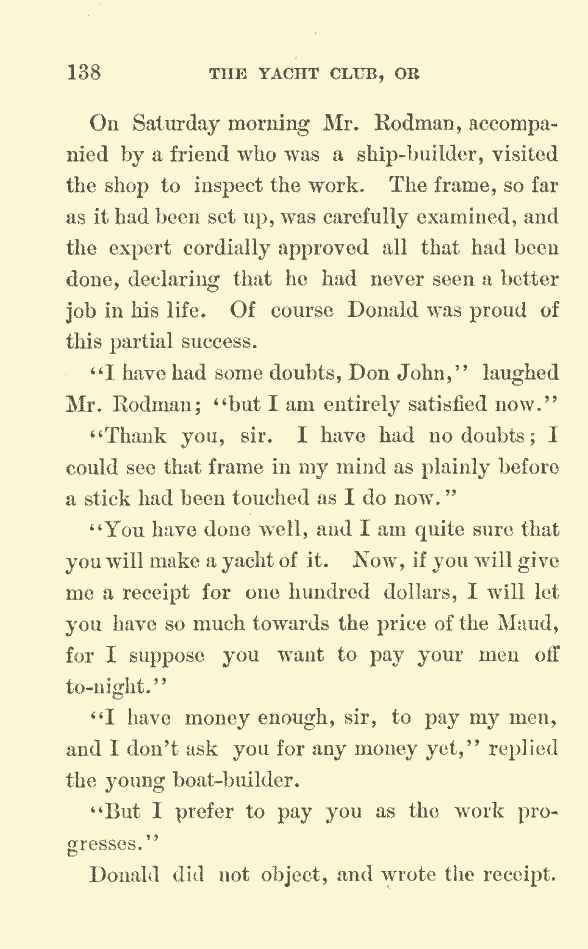 138 THE YACHT CLUB, OR
On Saturday morning Mr. Rodman, accompa-
nied by a friend who was a ship-builder, visited
the shop to inspect the work. The frame, so far
as it had been set up, was carefully examined, and
the expert cordially approved all that had been
done, declaring that he had never seen a better
job in his life. Of course Donald was proud of
this partial success.
"I have had some doubts, Don John," laughed
Mr. Rodman; "but I am entirely satisfied now."
"Thank you, sir. I have had no doubts; I
could see that frame in my mind as plainly before
a stick had been touched as I do now."
"You have done well, and I am quite sure that
you will make a yacht of it. Now, if you will give
me a receipt for one hundred dollars, I will let
you have so much towards the price of the Maud,
for I suppose you want to pay your men off
to-night."
"I have money enough, sir, to pay my men,
and I don't ask you for any money yet," replied
the young boat-builder.
"But I prefer to pay you as the work pro-
gresses."
Donald did not object, and wrote the receipt.